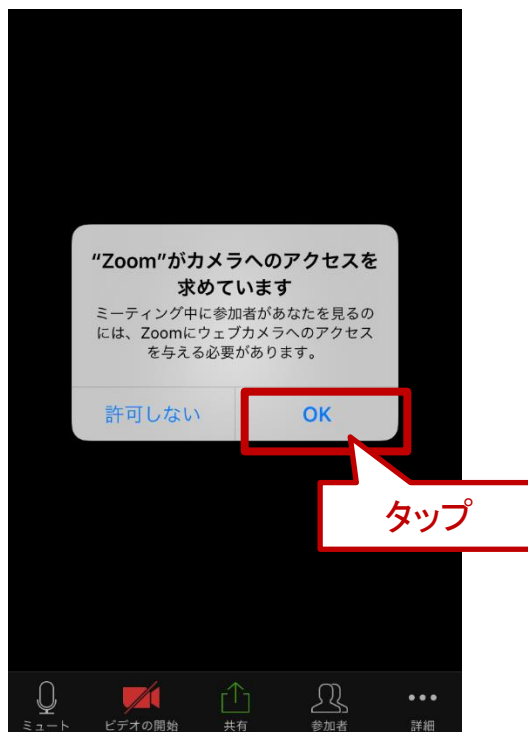 “Zoom”がカメラへのアクセスを
求めています
ミーティング中に参加者があなたを見るの
には、Zoomにウェブカメラへのアクセス
を与える必要があります。
許可しない OK
タップ
ミュート ビデオの開始 共有 参加者 詳細